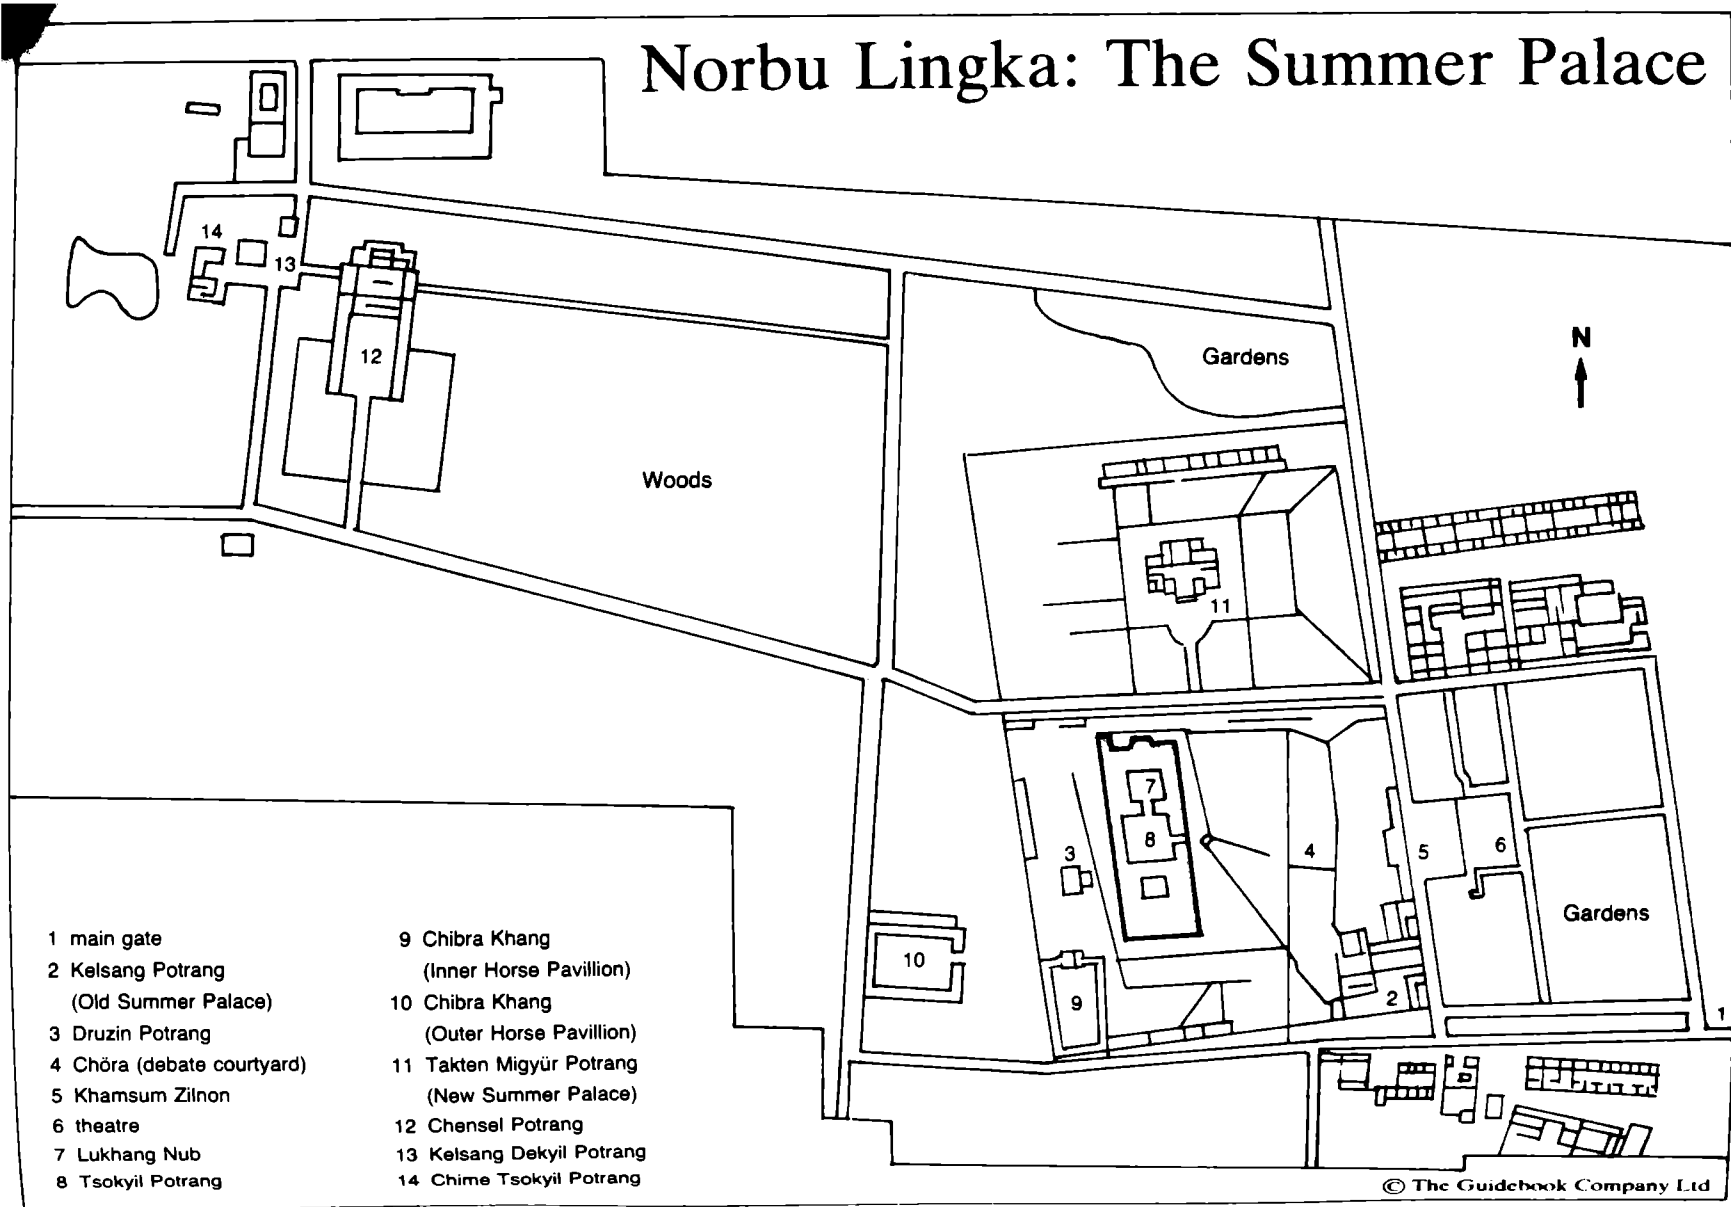 Norbu Lingka: The Summer Palace
14
13
12
Gardens
N
Woods
11
7
8
3
4
5
6
Gardens
10
9
2
1
1 main gate
2 Kelsang Potrang
(Old Summer Palace)
3 Druzin Potrang
4 Chöra (debate courtyard)
5 Khamsum Zilnon
6 theatre
7 Lukhang Nub
8 Tsokyil Potrang
9 Chibra Khang
(Inner Horse Pavillion)
10 Chibra Khang
(Outer Horse Pavillion)
11 Takten Migyür Potrang
(New Summer Palace)
12 Chensel Potrang
13 Kelsang Dekyil Potrang
14 Chime Tsokyil Potrang
© The Guidebook Company Ltd